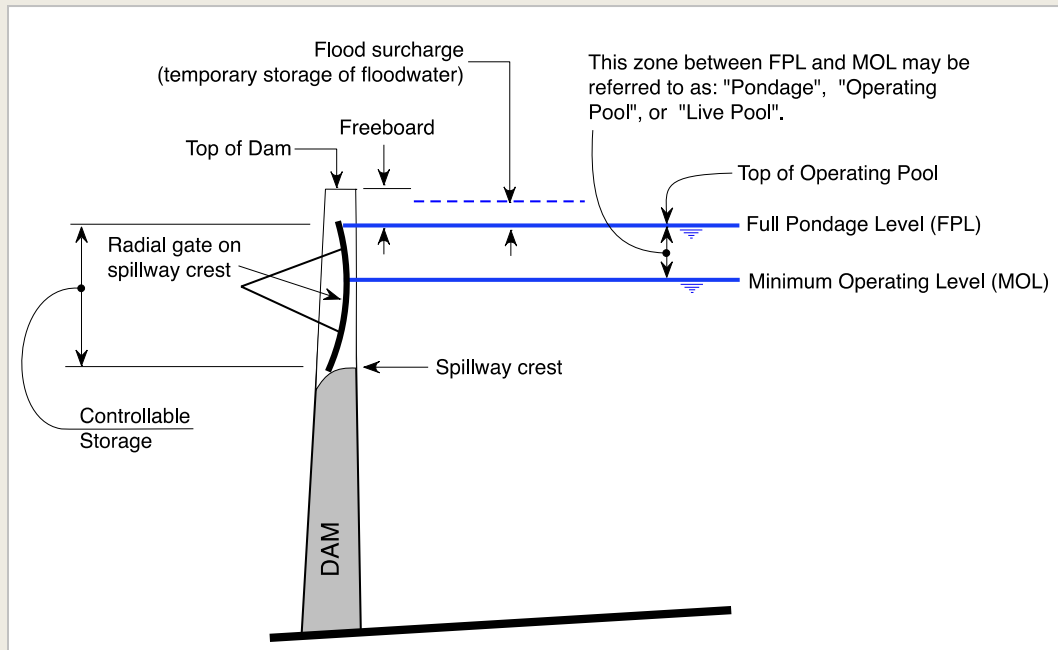 Flood surcharge
(temporary storage of floodwater)
This zone between FPL and MOL may be
referred to as: "Pondage", "Operating
Pool", or "Live Pool".
Freeboard
Top of Dam
Top of Operating Pool
Full Pondage Level (FPL)
Radial gate on
spillway crest
Minimum Operating Level (MOL)
Spillway crest
Controllable
Storage
DAM